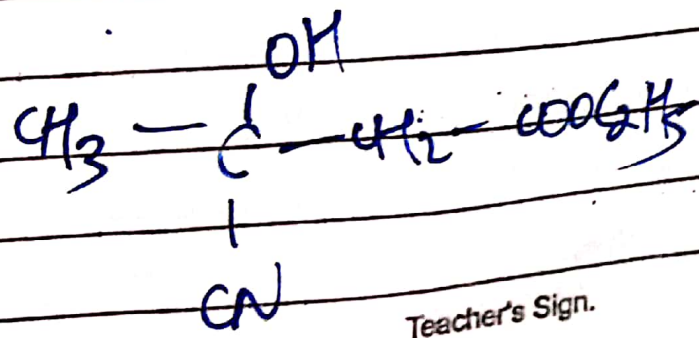 OH
CH3 — C — CH2 — COOC2H5
CN
Teacher's Sign.